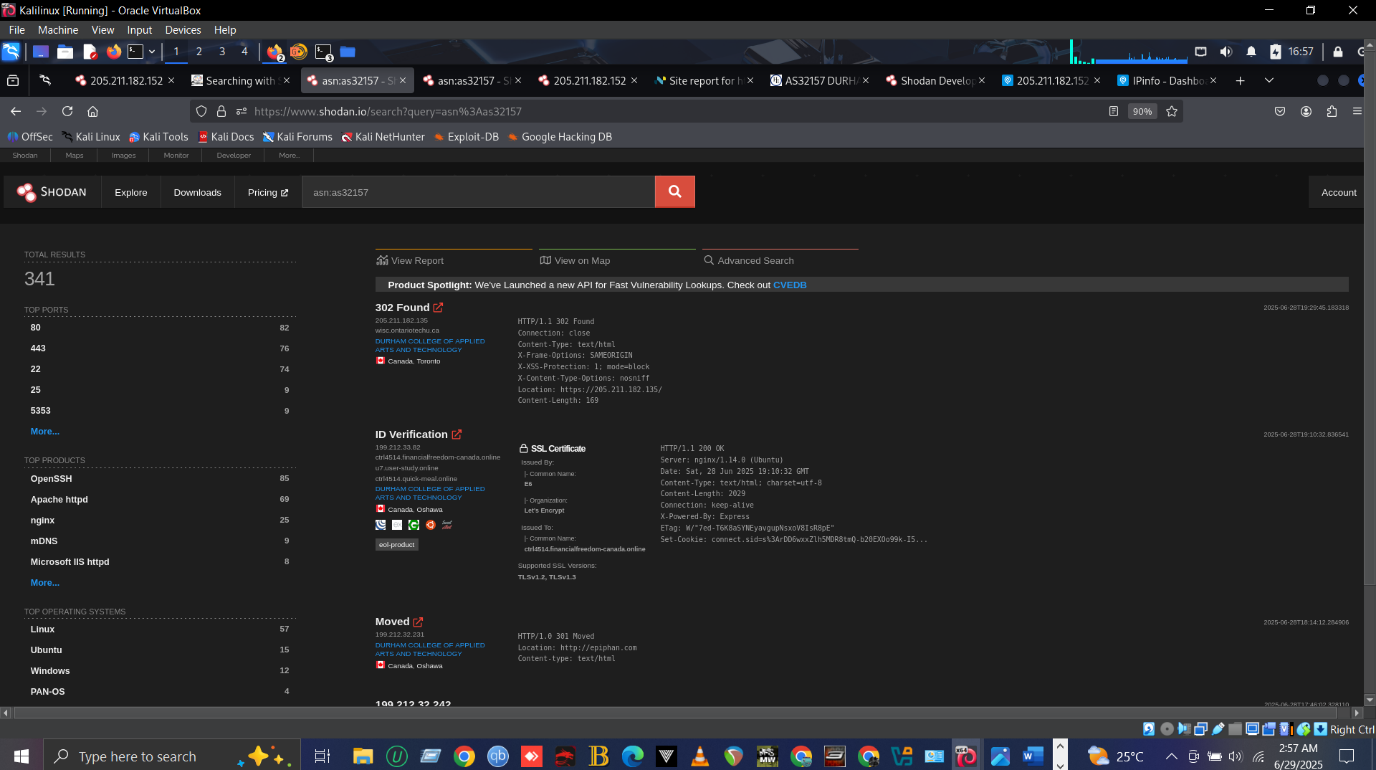 Kalilinux [Running] - Oracle VirtualBox
File Machine View Input Devices Help
1 2 3 4 2 3 16:57
205.211.182.152 Searching with asn:as32157 - S asn:as32157 - S 205.211.182.152 Site report for AS32157 DURHA Shodan Develop 205.211.182.152 IPinfo - Dashboa
https://www.shodan.io/search?query=asn%3Aas32157 90%
OffSec Kali Linux Kali Tools Kali Docs Kali Forums Kali NetHunter Exploit-DB Google Hacking DB
Shodan Maps Images Monitor Developer More...
SHODAN Explore Downloads Pricing asn:as32157 Account
TOTAL RESULTS
341
TOP PORTS
80 82
443 76
22 74
25 9
5353 9
More...
TOP PRODUCTS
OpenSSH 85
Apache httpd 69
nginx 25
mDNS 9
Microsoft IIS httpd 8
More...
TOP OPERATING SYSTEMS
Linux 57
Ubuntu 15
Windows 12
PAN-OS 4
View Report View on Map Advanced Search
Product Spotlight: We've Launched a new API for Fast Vulnerability Lookups. Check out CVEDB
302 Found 2025-06-28T19:29:45.183318
205.211.182.135
wisc.ontariotechu.ca
DURHAM COLLEGE OF APPLIED
ARTS AND TECHNOLOGY
Canada, Toronto
HTTP/1.1 302 Found
Connection: close
Content-Type: text/html
X-Frame-Options: SAMEORIGIN
X-XSS-Protection: 1; mode=block
X-Content-Type-Options: nosniff
Location: https://205.211.182.135/
Content-Length: 169
ID Verification 2025-06-28T19:10:32.836541
199.212.33.82
ctrl4514.financialfreedom-canada.online
u7.user-study.online
ctrl4514.quick-meal.online
DURHAM COLLEGE OF APPLIED
ARTS AND TECHNOLOGY
Canada, Oshawa
eol-product
SSL Certificate
Issued By:
|- Common Name:
E6
|- Organization:
Let's Encrypt
Issued To:
|- Common Name:
ctrl4514.financialfreedom-canada.online
Supported SSL Versions:
TLSv1.2, TLSv1.3
HTTP/1.1 200 OK
Server: nginx/1.14.0 (Ubuntu)
Date: Sat, 28 Jun 2025 19:10:32 GMT
Content-Type: text/html; charset=utf-8
Content-Length: 2029
Connection: keep-alive
X-Powered-By: Express
ETag: W/"7ed-T6K8aSYNEyavgupNsxoV8IsR8pE"
Set-Cookie:
Moved 2025-06-28T18:14:12.284906
199.212.32.231
DURHAM COLLEGE OF APPLIED
ARTS AND TECHNOLOGY
Canada, Oshawa
HTTP/1.0 301 Moved
Location: http://epiphan.com
Content-type: text/html
199.212.32.242
Right Ctrl
Type here to search 25°C 2:57 AM
6/29/2025